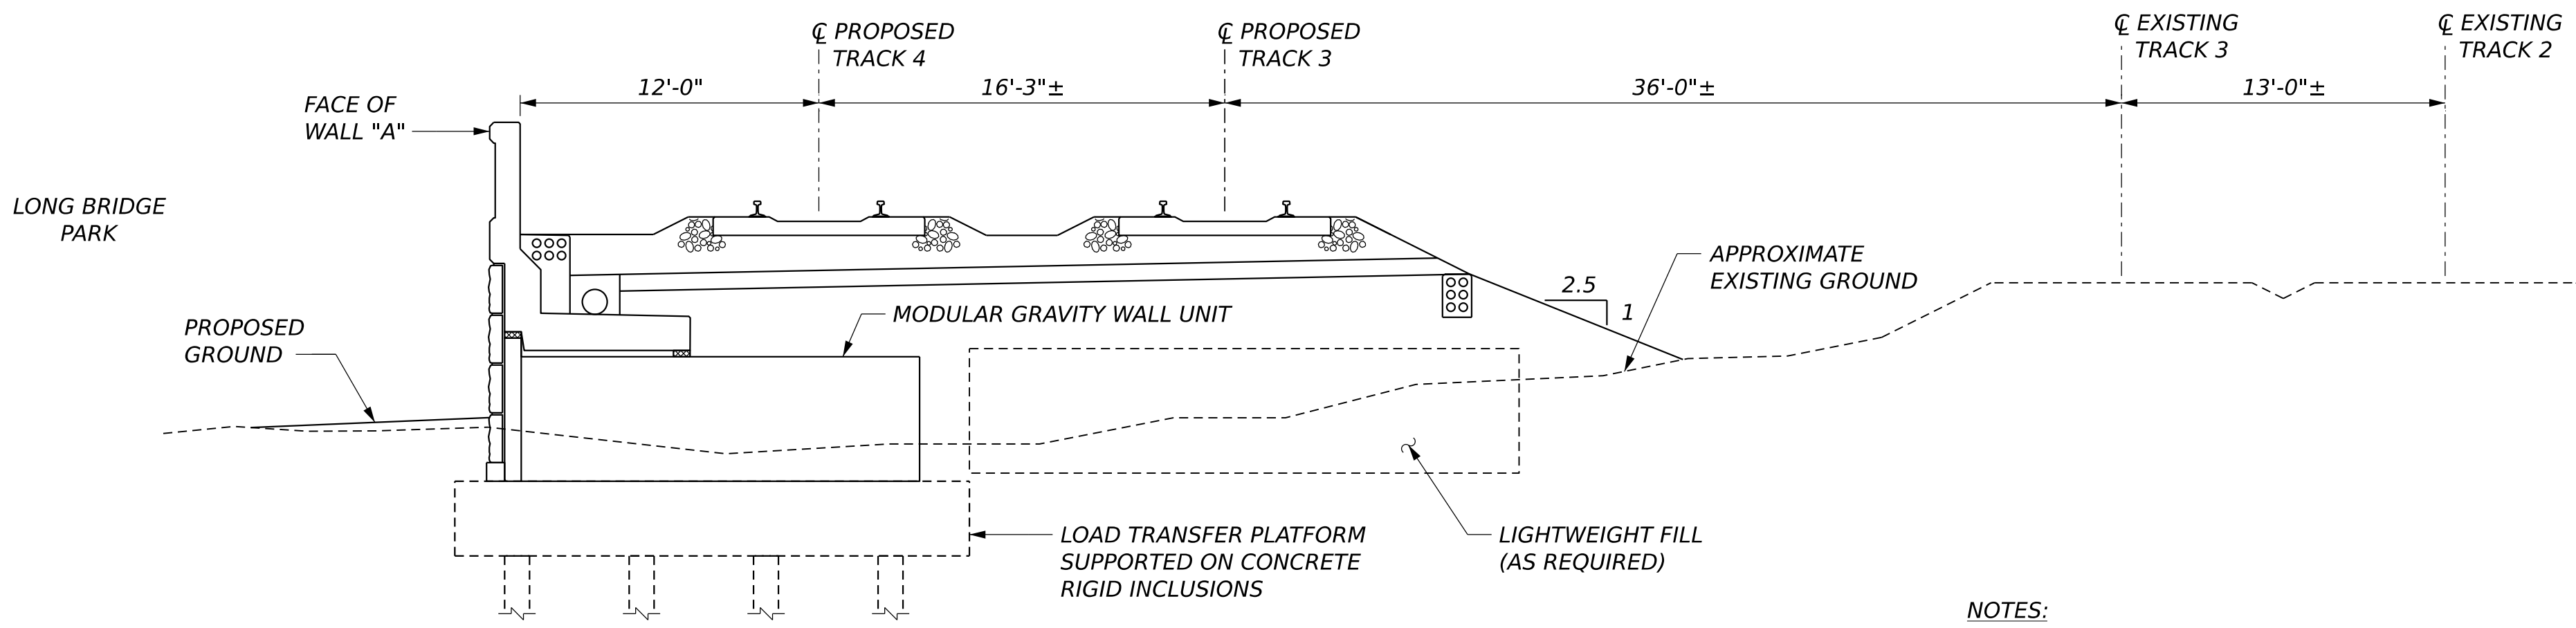 ℄ PROPOSED
TRACK 4
℄ PROPOSED
TRACK 3
℄ EXISTING
TRACK 3
℄ EXISTING
TRACK 2
12'-0"
16'-3"±
36'-0"±
13'-0"±
FACE OF
WALL "A"
LONG BRIDGE
PARK
APPROXIMATE
EXISTING GROUND
2.5
1
MODULAR GRAVITY WALL UNIT
PROPOSED
GROUND
LOAD TRANSFER PLATFORM
SUPPORTED ON CONCRETE
RIGID INCLUSIONS
LIGHTWEIGHT FILL
(AS REQUIRED)
NOTES: